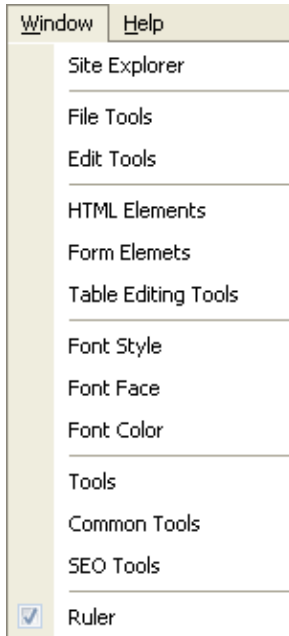 Window Help
Site Explorer
File Tools
Edit Tools
HTML Elements
Form Elemets
Table Editing Tools
Font Style
Font Face
Font Color
Tools
Common Tools
SEO Tools
Ruler